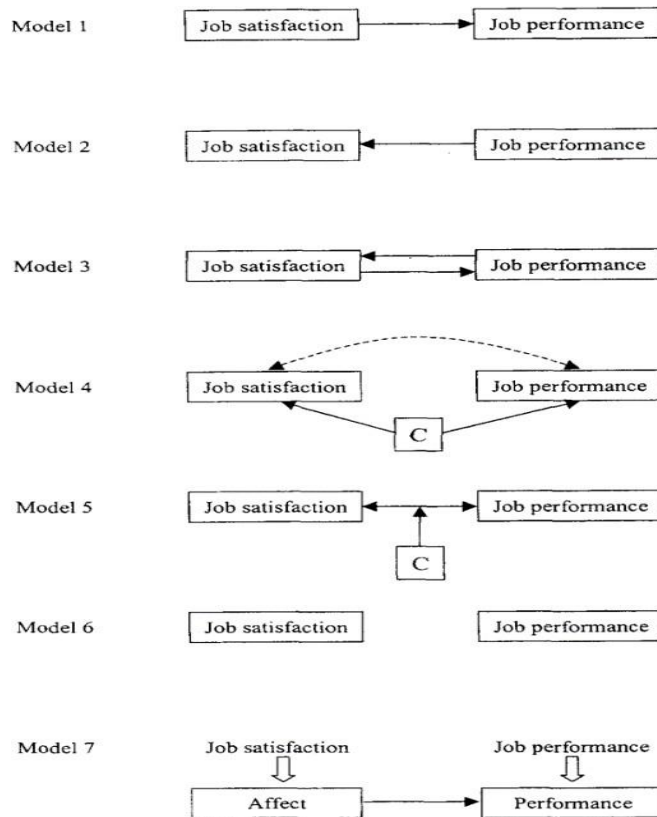 Model 1 Job satisfaction Job performance
Model 2 Job satisfaction Job performance
Model 3 Job satisfaction Job performance
Model 4 Job satisfaction Job performance
C
Model 5 Job satisfaction Job performance
C
Model 6 Job satisfaction Job performance
Model 7 Job satisfaction Job performance
Affect Performance